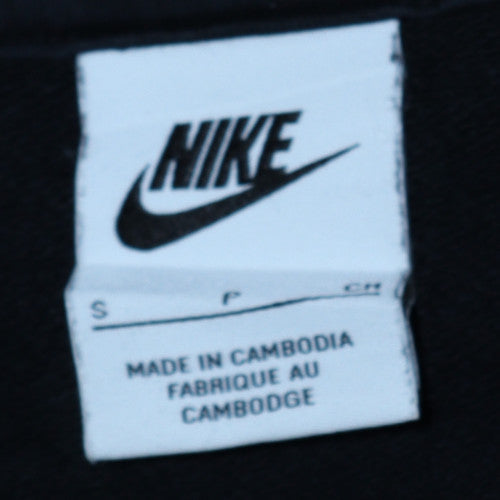 NIKE
S P CH
MADE IN CAMBODIA
FABRIQUE AU
CAMBODGE